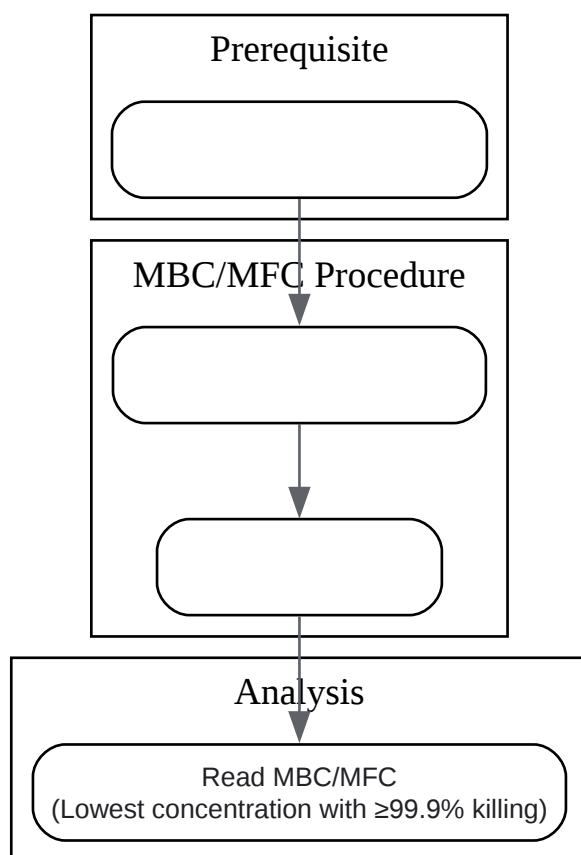 Prerequisite
MBC/MFC Procedure
Analysis
Read MBC/MFC
(Lowest concentration with ≥99.9% killing)